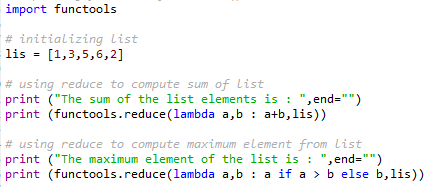 import functools
# initializing list
lis = [1,3,5,6,2]
# using reduce to compute sum of list
print ("The sum of the list elements is : ",end="")
print (functools.reduce(lambda a,b : a+b,lis))
# using reduce to compute maximum element from list
print ("The maximum element of the list is : ",end="")
print (functools.reduce(lambda a,b : a if a > b else b,lis))